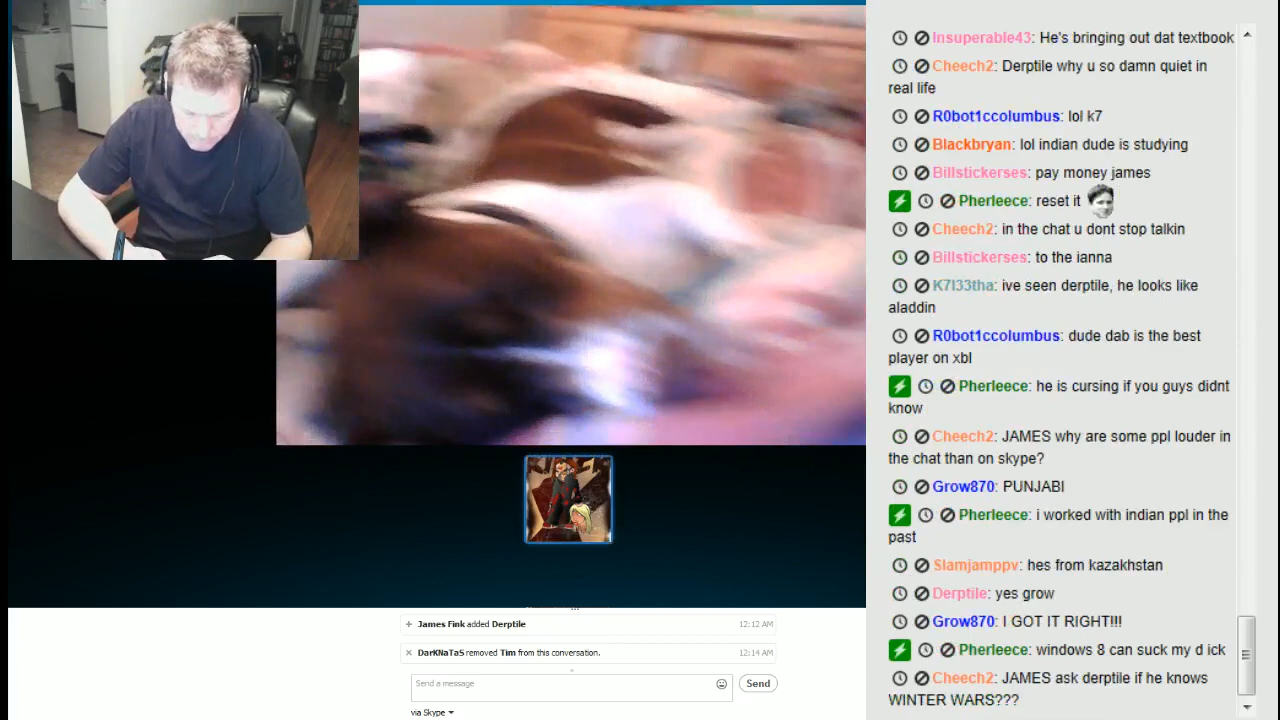 Insuperable43: He's bringing out dat textbook
Cheech2: Derptile why u so damn quiet in
real life
R0bot1ccolumbus: lol k7
Blackbryan: lol indian dude is studying
Billstickerses: pay money james
Pherleece: reset it
Cheech2: in the chat u dont stop talkin
Billstickerses: to the ianna
K7l33tha: ive seen derptile, he looks like
aladdin
R0bot1ccolumbus: dude dab is the best
player on xbl
Pherleece: he is cursing if you guys didnt
know
Cheech2: JAMES why are some ppl louder in
the chat than on skype?
Grow870: PUNJABI
Pherleece: i worked with indian ppl in the
past
Slamjamppv: hes from kazakhstan
Derptile: yes grow
Grow870: I GOT IT RIGHT!!!
Pherleece: windows 8 can suck my d ick
Cheech2: JAMES ask derptile if he knows
WINTER WARS???
James Fink added Derptile 12:12 AM
DarKNaTaS removed Tim from this conversation. 12:14 AM
Send a message
Send
via Skype